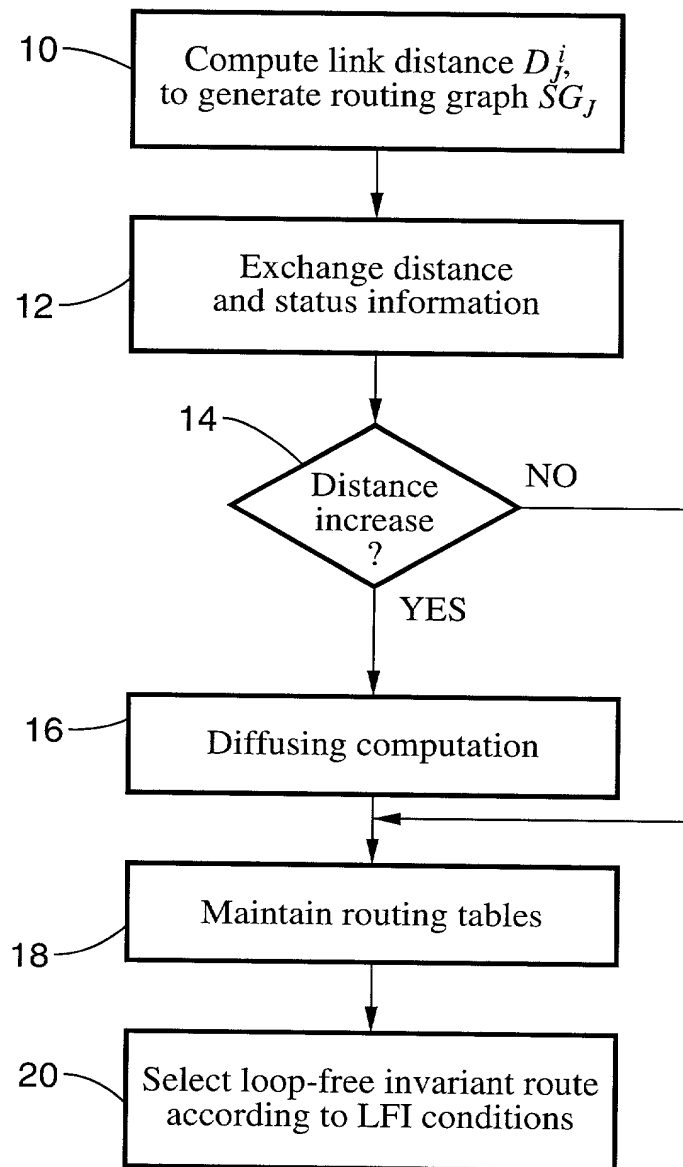 10
Compute link distance $D_J^i$,
to generate routing graph $SG_J$
12
Exchange distance
and status information
14
Distance
increase
?
NO
YES
16
Diffusing computation
18
Maintain routing tables
20
Select loop-free invariant route
according to LFI conditions